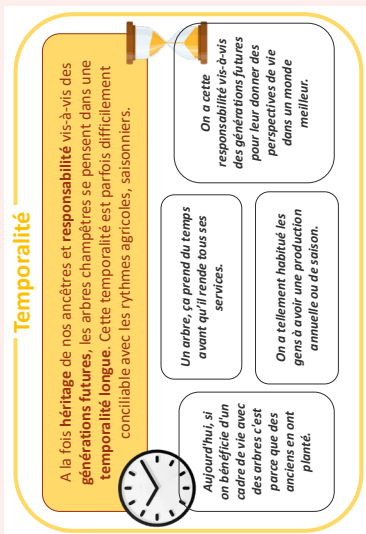 Temporalité
A la fois héritage de nos ancêtres et responsabilité vis-à-vis des
générations futures, les arbres champêtres se pensent dans une
temporalité longue. Cette temporalité est parfois difficilement
conciliable avec les rythmes agricoles, saisonniers.
Aujourd'hui, si
on bénéficie d'un
cadre de vie avec
des arbres c'est
parce que des
anciens en ont
planté.
Un arbre, ça prend du temps
avant qu'il rende tous ses
services.
On a tellement habitué les
gens à avoir une production
annuelle ou de saison.
On a cette
responsabilité vis-à-vis
des générations futures
pour leur donner des
perspectives de vie
dans un monde
meilleur.